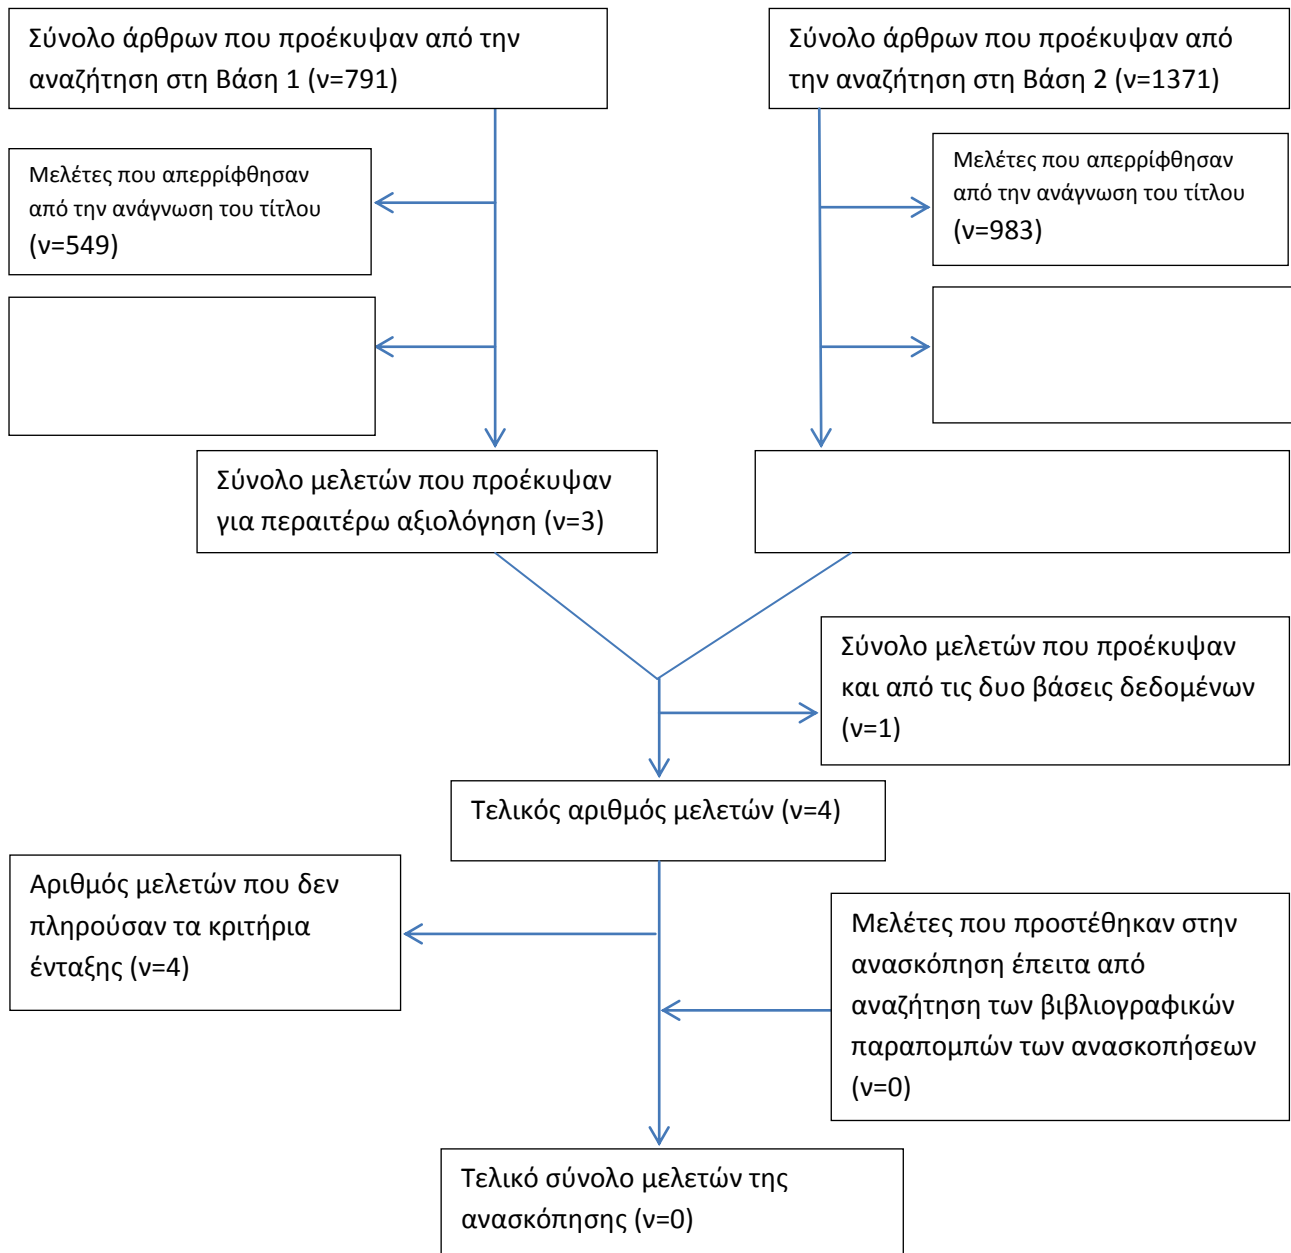 Σύνολο άρθρων που προέκυψαν από την
αναζήτηση στη Βάση 1 (ν=791)
Σύνολο άρθρων που προέκυψαν από
την αναζήτηση στη Βάση 2 (ν=1371)
Μελέτες που απερρίφθησαν
από την ανάγνωση του τίτλου
(ν=549)
Μελέτες που απερρίφθησαν
από την ανάγνωση του τίτλου
(ν=983)
Σύνολο μελετών που προέκυψαν
για περαιτέρω αξιολόγηση (ν=3)
Σύνολο μελετών που προέκυψαν
και από τις δυο βάσεις δεδομένων
(ν=1)
Τελικός αριθμός μελετών (ν=4)
Αριθμός μελετών που δεν
πληρούσαν τα κριτήρια
ένταξης (ν=4)
Μελέτες που προστέθηκαν στην
ανασκόπηση έπειτα από
αναζήτηση των βιβλιογραφικών
παραπομπών των ανασκοπήσεων
(ν=0)
Τελικό σύνολο μελετών της
ανασκόπησης (ν=0)